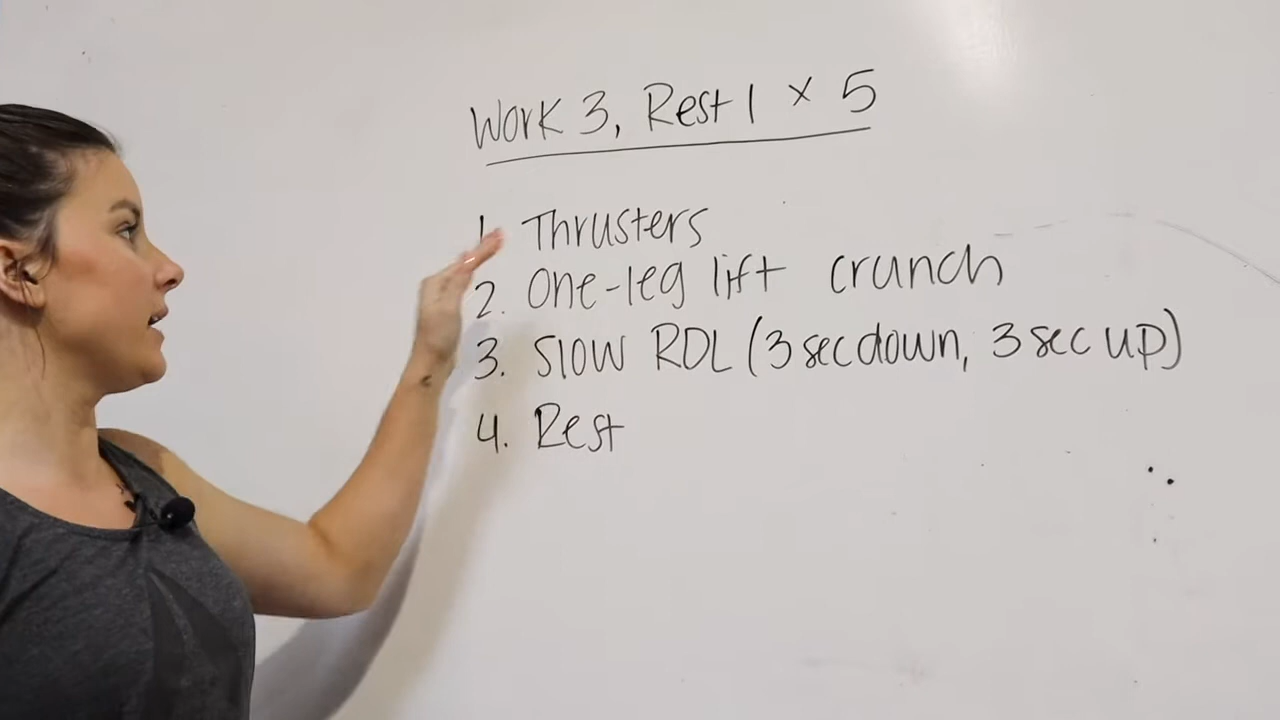 Work 3, Rest 1 × 5
1. Thrusters
2. One-leg lift crunch
3. Slow RDL (3 sec down, 3 sec up)
4. Rest